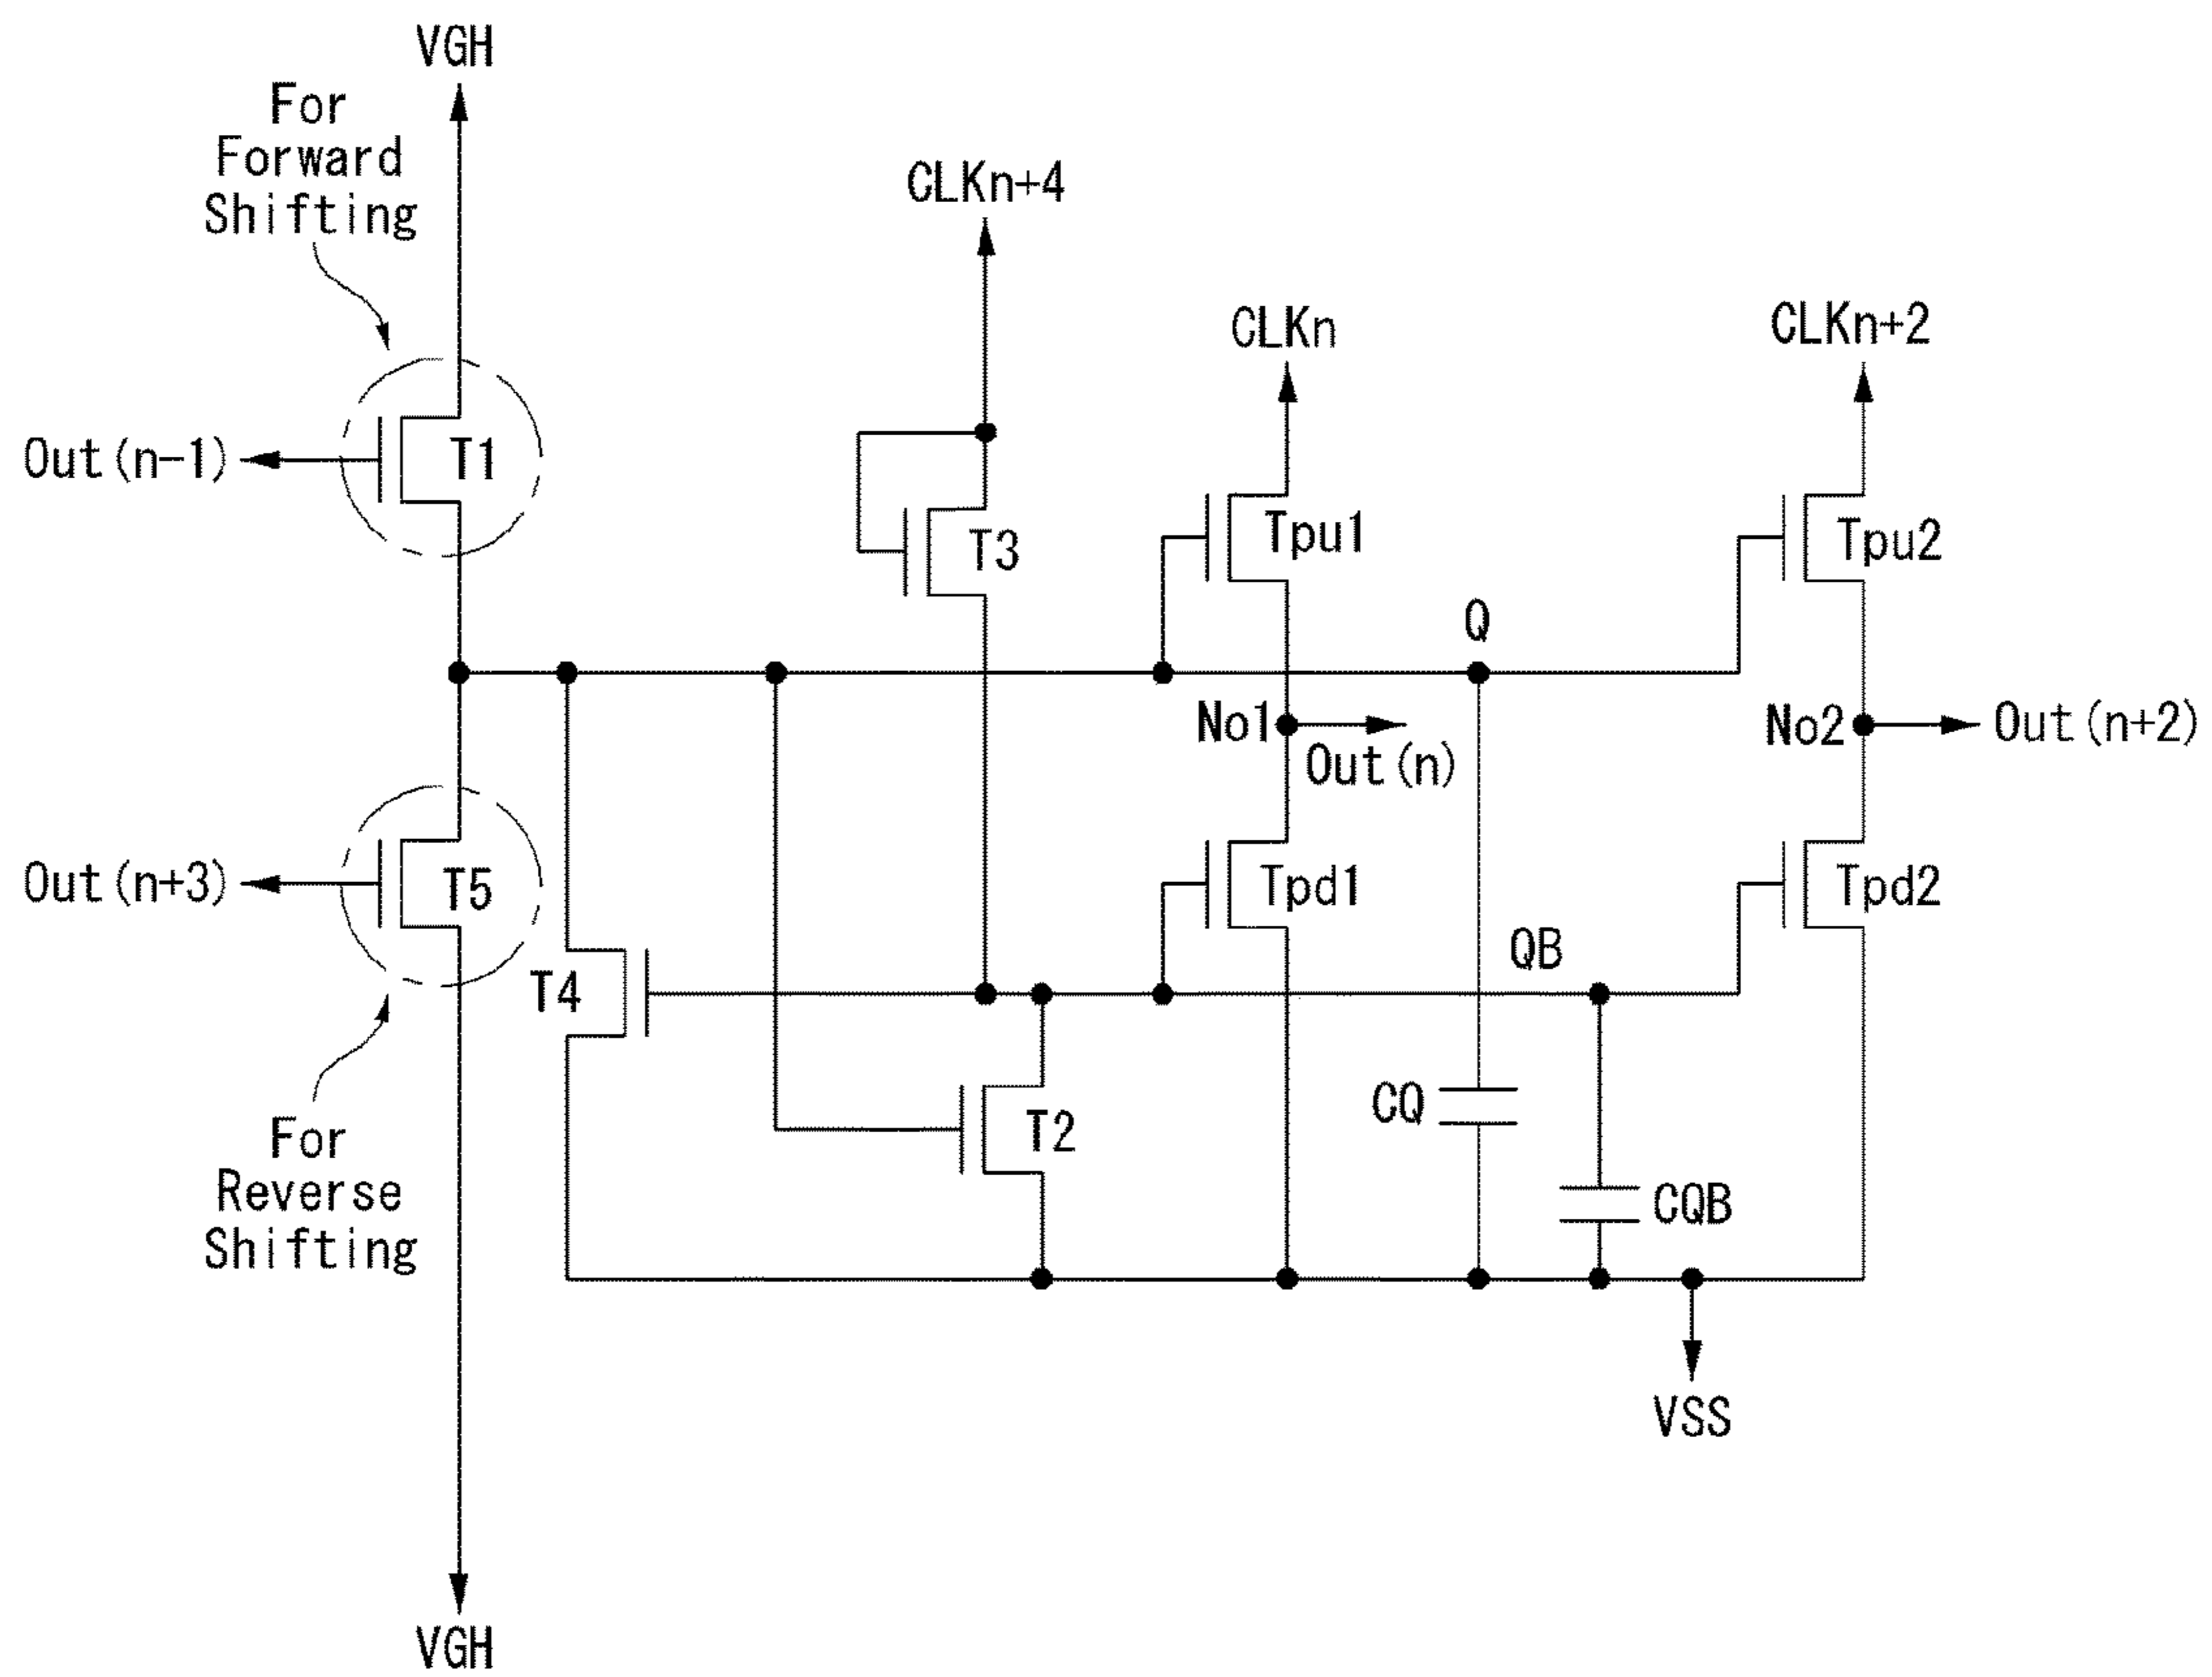 VGH
For
Forward
Shifting
CLKn+4
CLKn
CLKn+2
Out(n-1)
T1
T3
Tpu1
Tpu2
Q
No1
Out(n)
No2
Out(n+2)
Out(n+3)
T5
Tpd1
Tpd2
QB
T4
T2
CQ
CQB
For
Reverse
Shifting
VSS
VGH